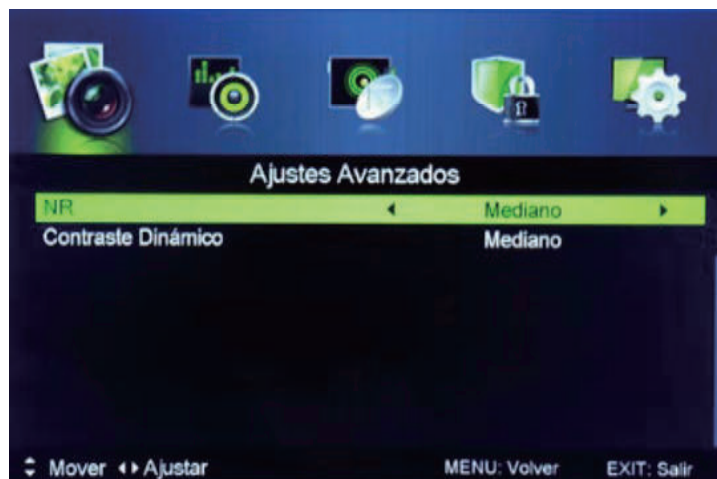 Ajustes Avanzados
NR Mediano
Contraste Dinámico Mediano
Mover Ajustar MENU: Volver EXIT: Salir